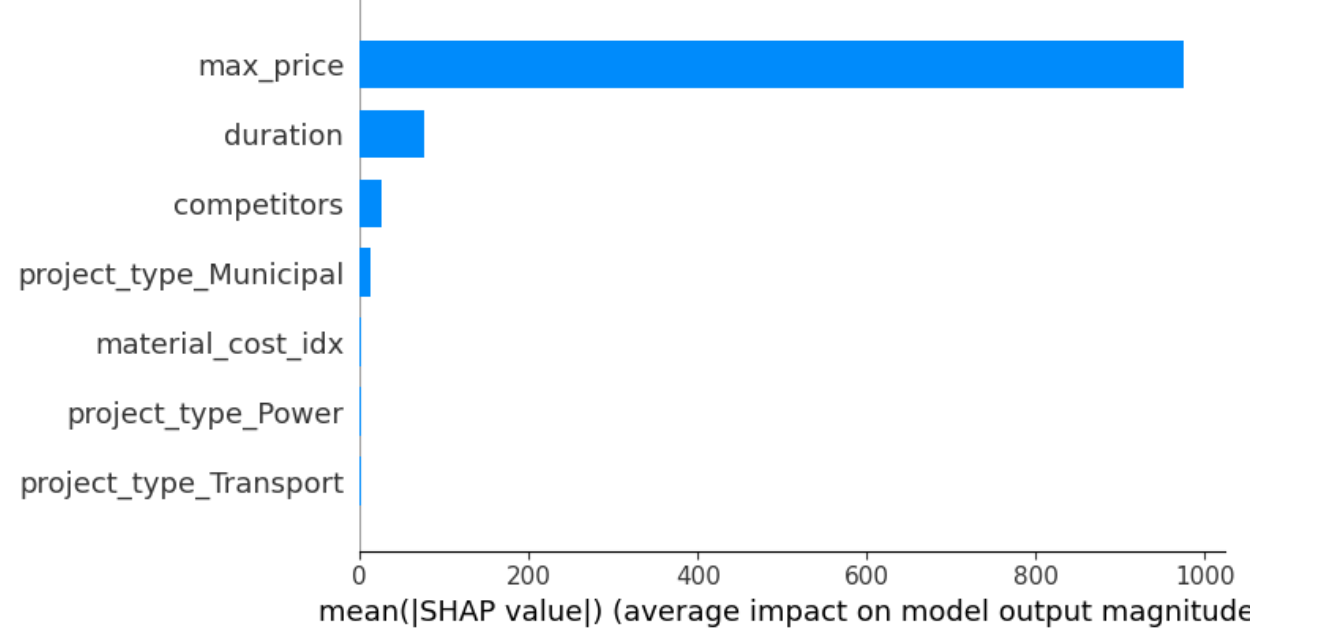 max_price
duration
competitors
project_type_Municipal
material_cost_idx
project_type_Power
project_type_Transport
0 200 400 600 800 1000
mean(|SHAP value|) (average impact on model output magnitude